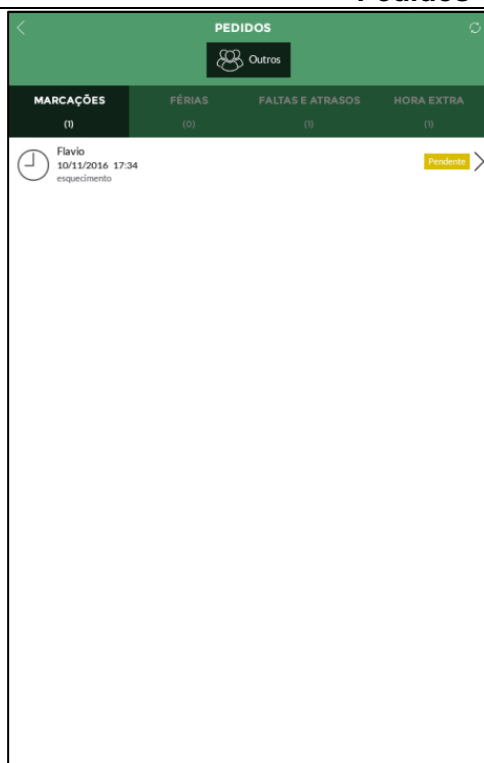 Pedidos
PEDIDOS
Outros
MARCAÇÕES FÉRIAS FALTAS E ATRASOS HORA EXTRA
(1) (0) (1) (1)
Flavio
10/11/2016 17:34
esquecimento
Pendente